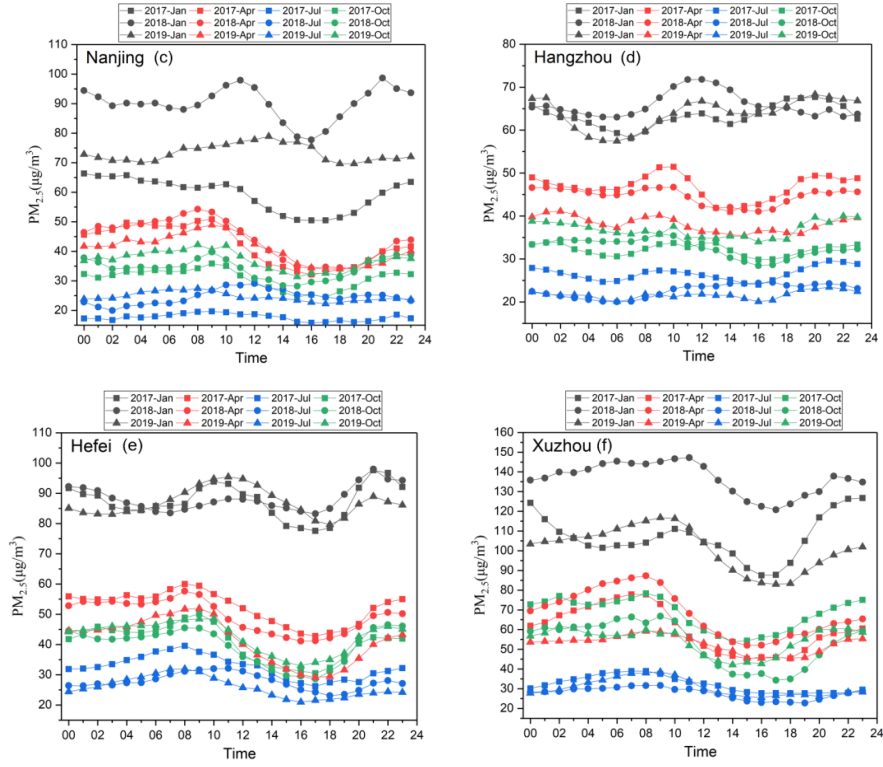 2017-Jan 2017-Apr 2017-Jul 2017-Oct
2018-Jan 2018-Apr 2018-Jul 2018-Oct
2019-Jan 2019-Apr 2019-Jul 2019-Oct
Nanjing (c)
110
100
90
80
70
60
50
40
30
20
PM2.5(μg/m³)
00 02 04 06 08 10 12 14 16 18 20 22 24
Time
2017-Jan 2017-Apr 2017-Jul 2017-Oct
2018-Jan 2018-Apr 2018-Jul 2018-Oct
2019-Jan 2019-Apr 2019-Jul 2019-Oct
Hangzhou (d)
80
70
60
50
40
30
20
PM2.5(μg/m³)
00 02 04 06 08 10 12 14 16 18 20 22 24
Time
2017-Jan 2017-Apr 2017-Jul 2017-Oct
2018-Jan 2018-Apr 2018-Jul 2018-Oct
2019-Jan 2019-Apr 2019-Jul 2019-Oct
Hefei (e)
110
100
90
80
70
60
50
40
30
20
PM2.5(μg/m³)
00 02 04 06 08 10 12 14 16 18 20 22 24
Time
2017-Jan 2017-Apr 2017-Jul 2017-Oct
2018-Jan 2018-Apr 2018-Jul 2018-Oct
2019-Jan 2019-Apr 2019-Jul 2019-Oct
Xuzhou (f)
160
150
140
130
120
110
100
90
80
70
60
50
40
30
20
PM2.5(μg/m³)
00 02 04 06 08 10 12 14 16 18 20 22 24
Time